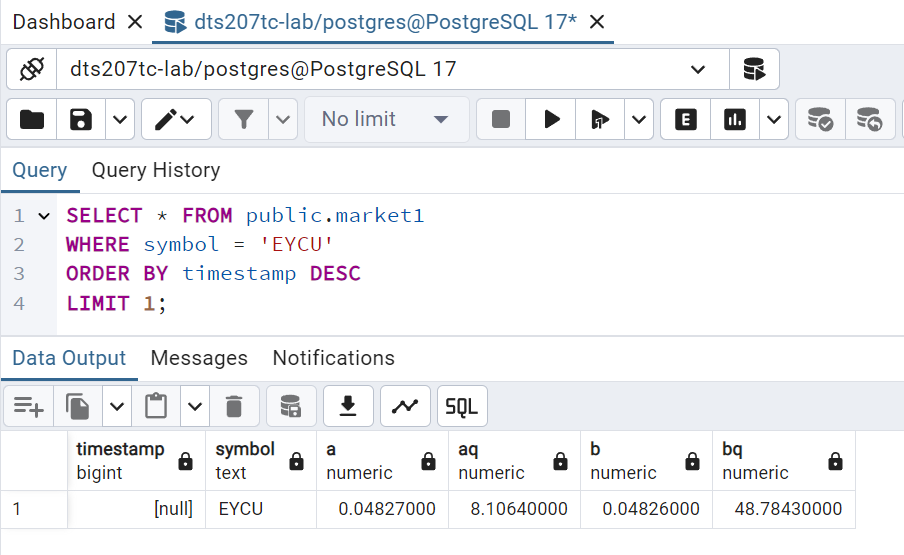 Dashboard
dts207tc-lab/postgres@PostgreSQL 17*
dts207tc-lab/postgres@PostgreSQL 17
No limit
E
Query Query History
1 SELECT * FROM public.market1
2 WHERE symbol = 'EYCU'
3 ORDER BY timestamp DESC
4 LIMIT 1;
Data Output Messages Notifications
SQL
timestamp symbol a aq b bq
bigint text numeric numeric numeric numeric
1 [null] EYCU 0.04827000 8.10640000 0.04826000 48.78430000